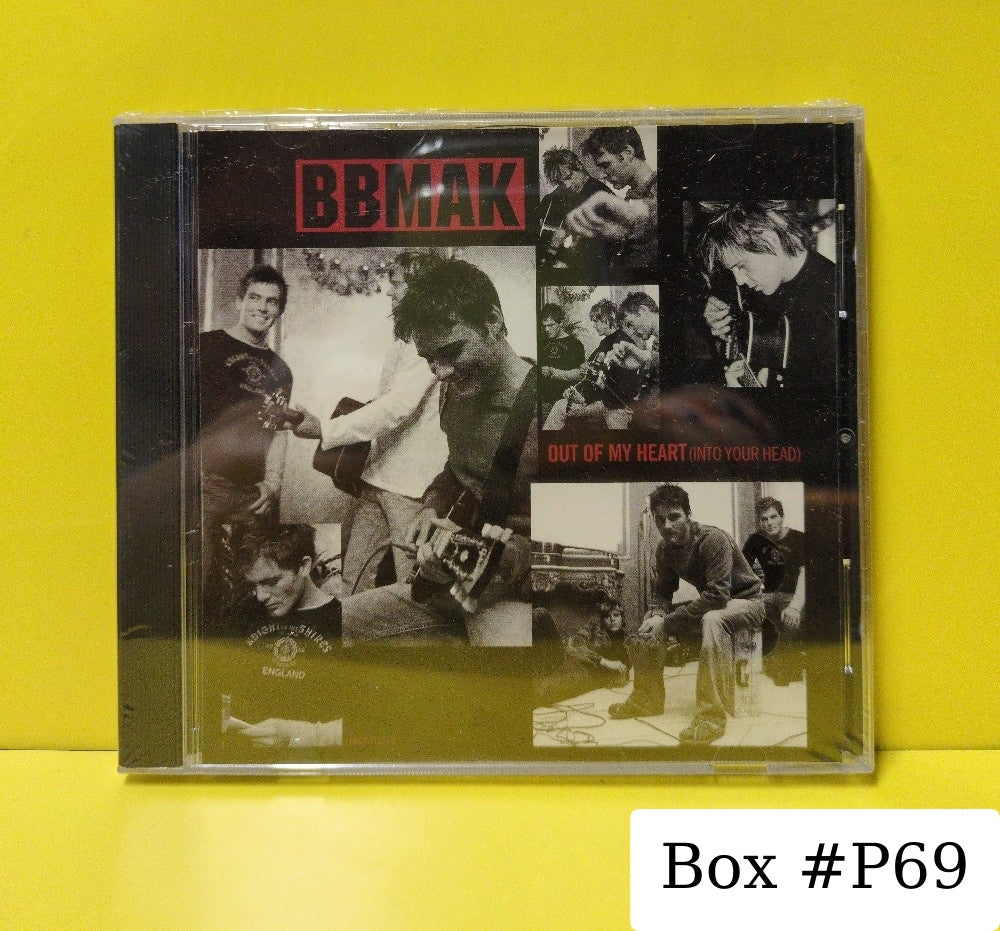 BBMAK
OUT OF MY HEART (INTO YOUR HEAD)
ENGLAND
Box #P69